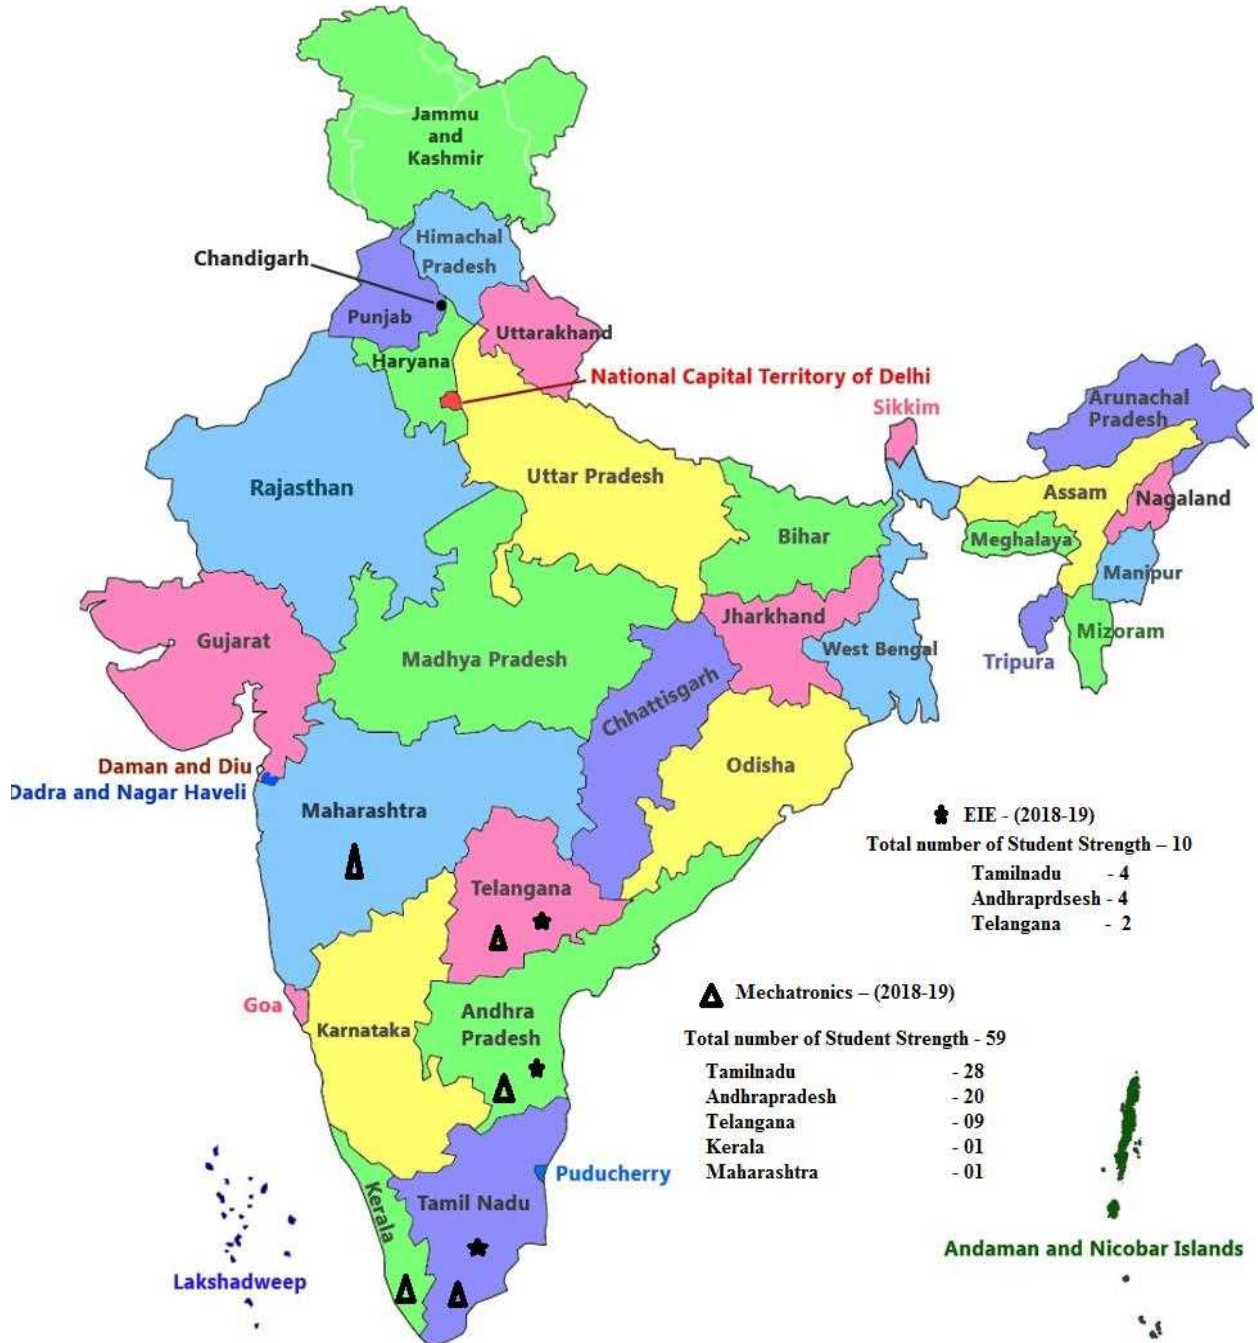 Jammu
and
Kashmir
Himachal
Pradesh
Chandigarh
Punjab
Uttarakhand
Haryana
National Capital Territory of Delhi
Sikkim
Arunachal
Pradesh
Rajasthan
Uttar Pradesh
Assam
Nagaland
Bihar
Meghalaya
Manipur
Jharkhand
Mizoram
Gujarat
Madhya Pradesh
West Bengal
Tripura
Chhattisgarh
Daman and Diu
Dadra and Nagar Haveli
Odisha
Maharashtra
EIE - (2018-19)
Total number of Student Strength – 10
Tamilnadu - 4
Andhraprdsesh - 4
Telangana - 2
Telangana
Mechatronics – (2018-19)
Total number of Student Strength - 59
Tamilnadu - 28
Andhrapradesh - 20
Telangana - 09
Kerala - 01
Maharashtra - 01
Goa
Karnataka
Andhra
Pradesh
Puducherry
Kerala
Tamil Nadu
Lakshadweep
Andaman and Nicobar Islands